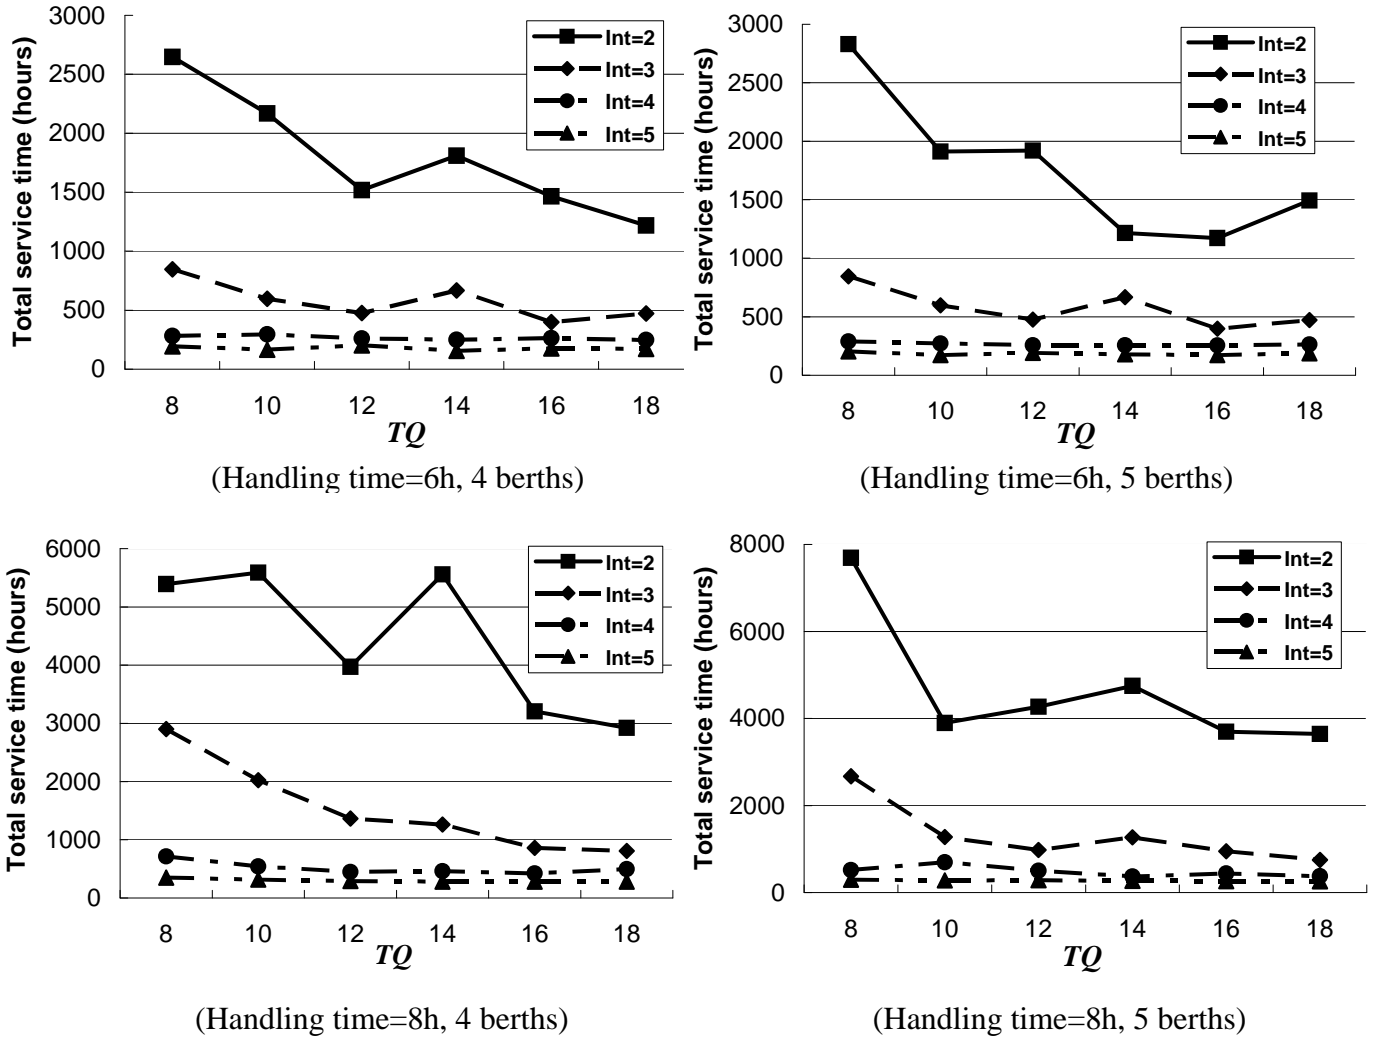 Total service time (hours)
3000
2500
2000
1500
1000
500
0
Int=2
Int=3
Int=4
Int=5
8 10 12 14 16 18
TQ
(Handling time=6h, 4 berths)
Total service time (hours)
3000
2500
2000
1500
1000
500
0
Int=2
Int=3
Int=4
Int=5
8 10 12 14 16 18
TQ
(Handling time=6h, 5 berths)
Total service time (hours)
6000
5000
4000
3000
2000
1000
0
Int=2
Int=3
Int=4
Int=5
8 10 12 14 16 18
TQ
(Handling time=8h, 4 berths)
Total service time (hours)
8000
6000
4000
2000
0
Int=2
Int=3
Int=4
Int=5
8 10 12 14 16 18
TQ
(Handling time=8h, 5 berths)